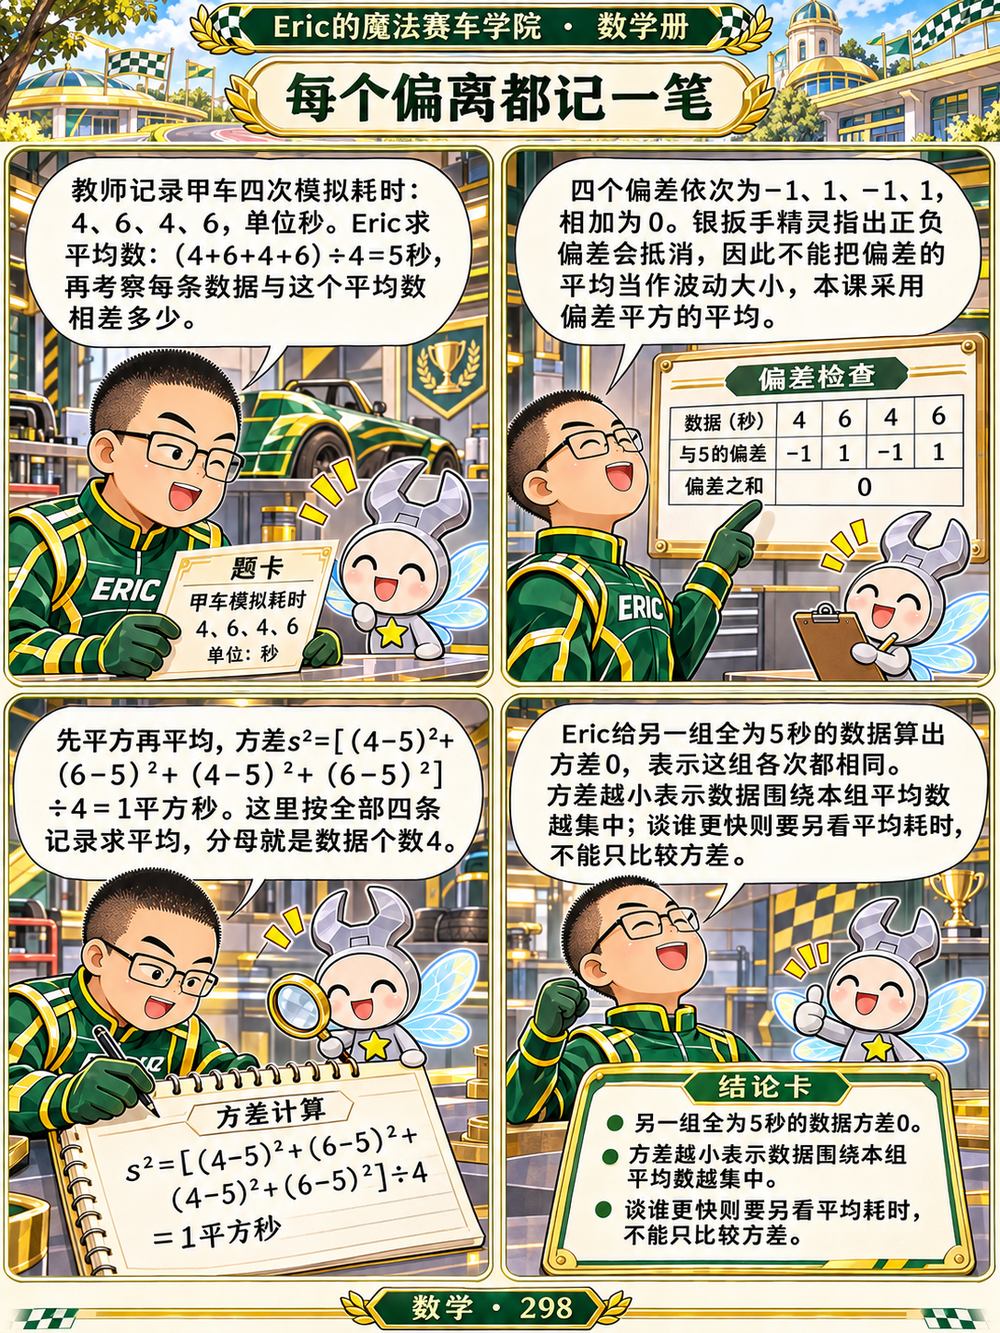 Eric的魔法赛车学院 · 数学册
每个偏离都记一笔
教师记录甲车四次模拟耗时：
4、6、4、6，单位秒。Eric求
平均数：（4+6+4+6）÷4=5秒，
再考察每条数据与这个平均数
相差多少。
ERIC
题卡
甲车模拟耗时
4、6、4、6
单位：秒
四个偏差依次为−1、1、−1、1，
相加为0。银扳手精灵指出正负
偏差会抵消，因此不能把偏差的
平均当作波动大小，本课采用
偏差平方的平均。
偏差检查
数据（秒） 4 6 4 6
与5的偏差 −1 1 −1 1
偏差之和 0
ERIC
先平方再平均，方差s²=[（4−5）²+
（6−5）²+（4−5）²+（6−5）²]
÷4=1平方秒。这里按全部四条
记录求平均，分母就是数据个数4。
方差计算
s²=[(4−5)²+(6−5)²+
(4−5)²+(6−5)²]÷4
=1平方秒
Eric给另一组全为5秒的数据算出
方差0，表示这组各次都相同。
方差越小表示数据围绕本组平均数
越集中；谈谁更快则要另看平均耗时，
不能只比较方差。
结论卡
● 另一组全为5秒的数据方差0。
● 方差越小表示数据围绕本组
平均数越集中。
● 谈谁更快则要另看平均耗时，
不能只比较方差。
数学 · 298